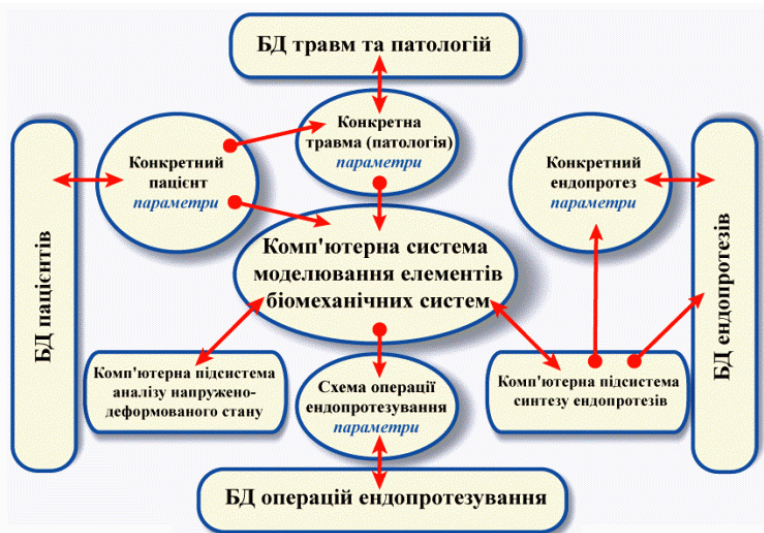 БД травм та патологій
Конкретна
травма (патологія)
параметри
Конкретний
пацієнт
параметри
Конкретний
ендопротез
параметри
БД пацієнтів
Комп'ютерна система
моделювання елементів
біомеханічних систем
БД ендопротезів
Комп'ютерна підсистема
аналізу напружено-
деформованого стану
Схема операції
ендопротезування
параметри
Комп'ютерна підсистема
синтезу ендопротезів
БД операцій ендопротезування